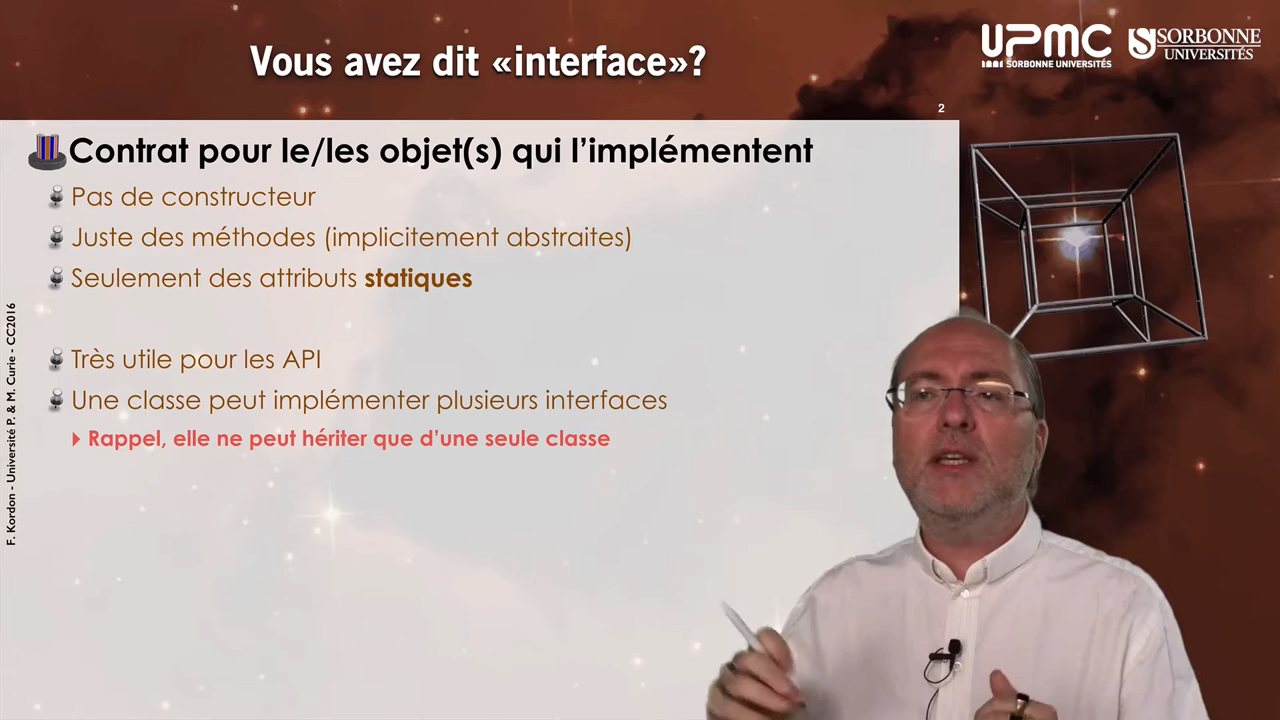 Vous avez dit «interface»?
UPMC
SORBONNE UNIVERSITÉS
SORBONNE
UNIVERSITÉS
2
Contrat pour le/les objet(s) qui l’implémentent
Pas de constructeur
Juste des méthodes (implicitement abstraites)
Seulement des attributs statiques
Très utile pour les API
Une classe peut implémenter plusieurs interfaces
Rappel, elle ne peut hériter que d’une seule classe
F. Kordon - Université P. & M. Curie - CC2016